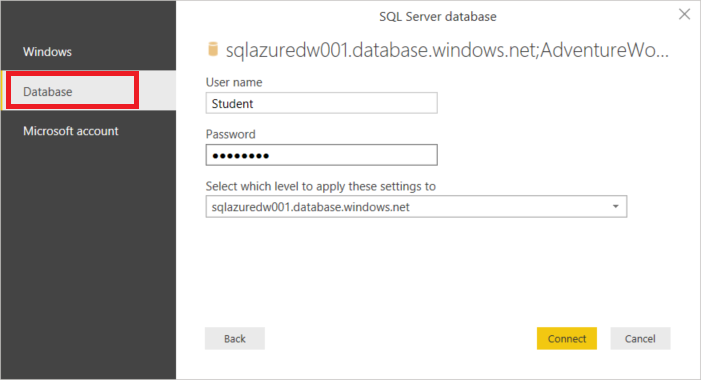 SQL Server database
Windows
Database
Microsoft account
sqlazuredw001.database.windows.net;AdventureWo...
User name
Student
Password
●●●●●●●●
Select which level to apply these settings to
sqlazuredw001.database.windows.net
Back
Connect
Cancel